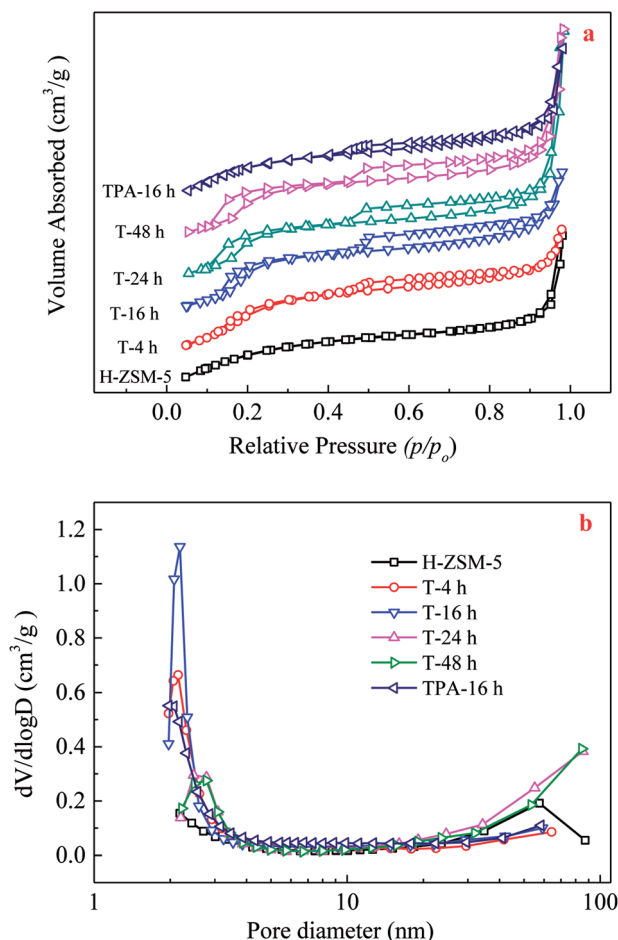 a
Volume Absorbed (cm³/g)
TPA-16 h
T-48 h
T-24 h
T-16 h
T-4 h
H-ZSM-5
0.0 0.2 0.4 0.6 0.8 1.0
Relative Pressure (p/pₒ)
b
dV/dlogD (cm³/g)
1.2
1.0
0.8
0.6
0.4
0.2
0.0
H-ZSM-5
T-4 h
T-16 h
T-24 h
T-48 h
TPA-16 h
1 10 100
Pore diameter (nm)